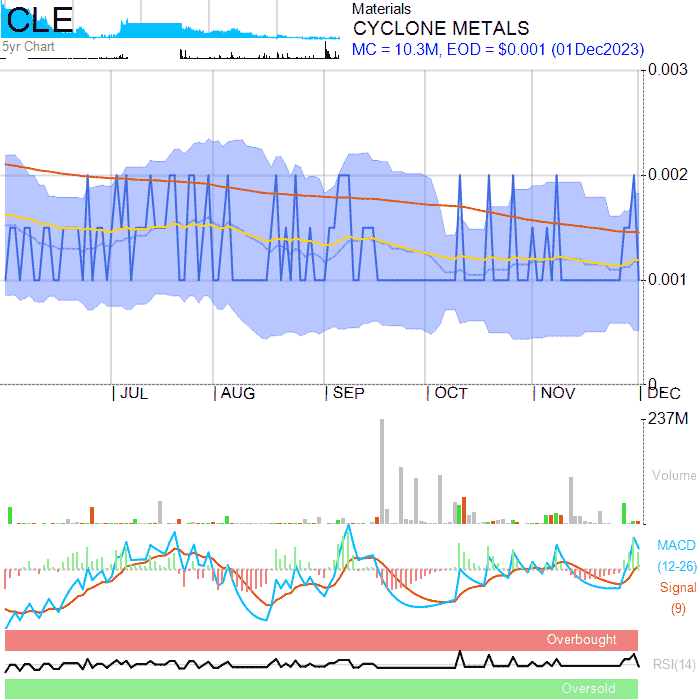 CLE
5yr Chart
Materials
CYCLONE METALS
MC = 10.3M, EOD = $0.001 (01Dec2023)
0.003
0.002
0.001
0
JUL AUG SEP OCT NOV DEC
237M
Volume
MACD
(12-26)
Signal
(9)
Overbought
RSI(14)
Oversold